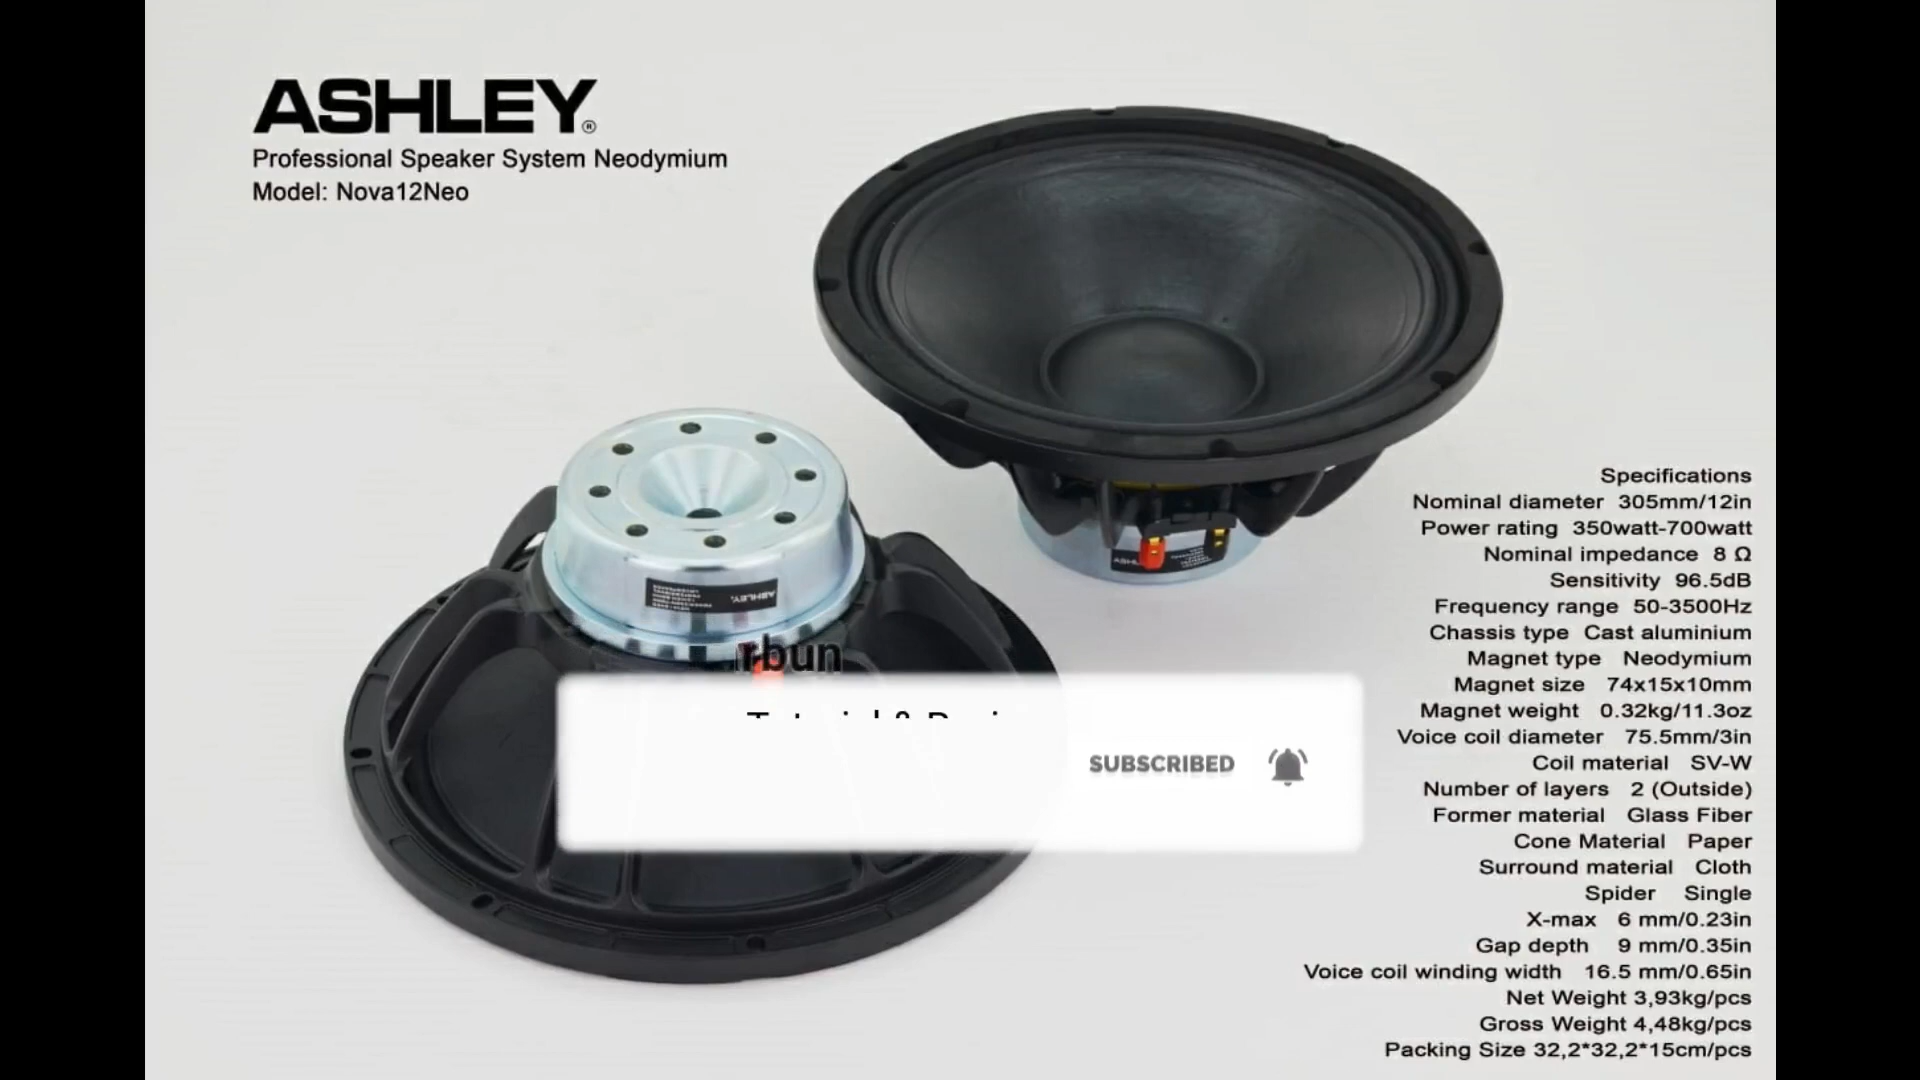 ASHLEY®
Professional Speaker System Neodymium
Model: Nova12Neo
ASHLEY
ASHLEY.
rbun
SUBSCRIBED
Specifications
Nominal diameter 305mm/12in
Power rating 350watt-700watt
Nominal impedance 8 Ω
Sensitivity 96.5dB
Frequency range 50-3500Hz
Chassis type Cast aluminium
Magnet type Neodymium
Magnet size 74x15x10mm
Magnet weight 0.32kg/11.3oz
Voice coil diameter 75.5mm/3in
Coil material SV-W
Number of layers 2 (Outside)
Former material Glass Fiber
Cone Material Paper
Surround material Cloth
Spider Single
X-max 6 mm/0.23in
Gap depth 9 mm/0.35in
Voice coil winding width 16.5 mm/0.65in
Net Weight 3,93kg/pcs
Gross Weight 4,48kg/pcs
Packing Size 32,2*32,2*15cm/pcs